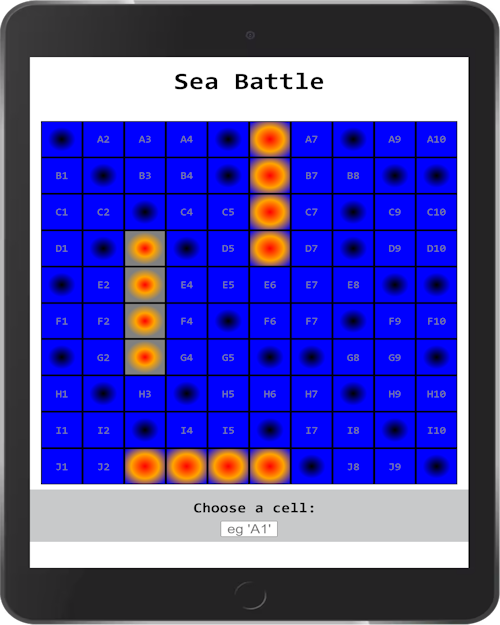 Sea Battle
A2 A3 A4 A7 A9 A10
B1 B3 B4 B7 B8
C1 C2 C4 C5 C7 C9 C10
D1 D5 D7 D9 D10
E2 E4 E5 E6 E7 E8
F1 F2 F4 F6 F7 F9 F10
G2 G4 G5 G8 G9
H1 H3 H5 H6 H7 H9 H10
I1 I2 I4 I5 I7 I8 I10
J1 J2 J8 J9
Choose a cell:
eg 'A1'